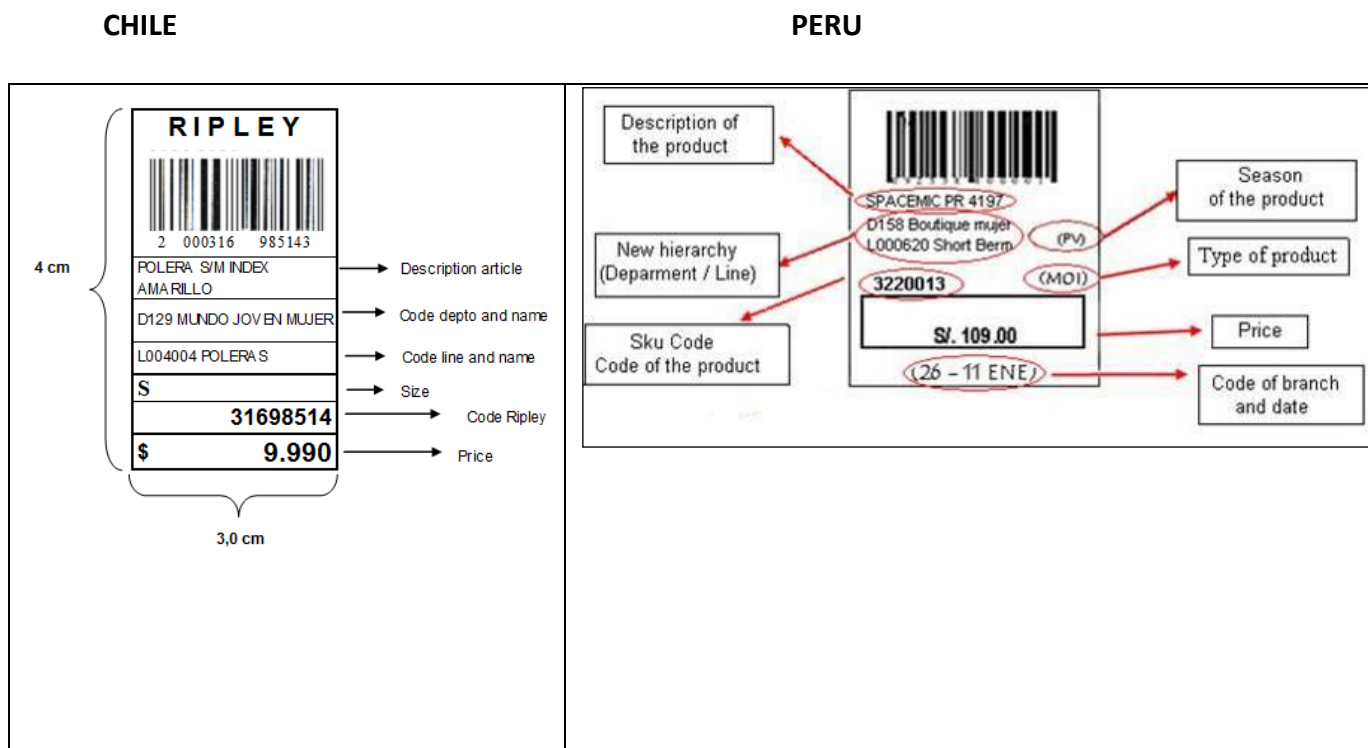 CHILE
PERU
4 cm
RIPLEY
2 000316 985143
POLERA S/M INDEX
AMARILLO
D129 MUNDO JOVEN MUJER
L004004 POLERAS
S
31698514
$ 9.990
Description article
Code depto and name
Code line and name
Size
Code Ripley
Price
3,0 cm
Description of
the product
New hierarchy
(Deparment / Line)
Sku Code
Code of the product
SPACEMIC PR 4197
D158 Boutique mujer
L000620 Short Berm
(PV)
3220013
(MOI)
S/. 109.00
(26 - 11 ENE)
Season
of the product
Type of product
Price
Code of branch
and date